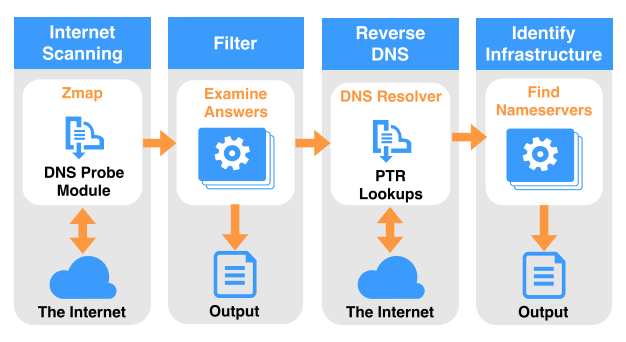 Internet
Scanning
Zmap
DNS Probe
Module
The Internet
Filter
Examine
Answers
Output
Reverse
DNS
DNS Resolver
PTR
Lookups
The Internet
Identify
Infrastructure
Find
Nameservers
Output